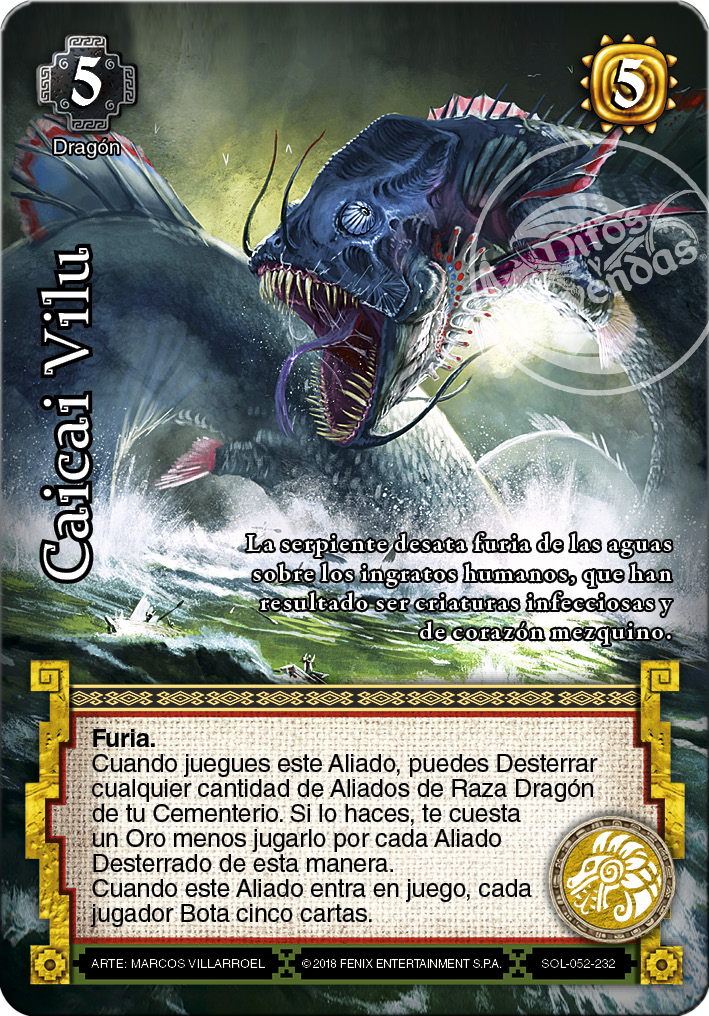 5
5
Dragón
Mitos
y
Leyendas
Caicai Vilu
La serpiente desata furia de las aguas
sobre los ingratos humanos, que han
resultado ser criaturas infecciosas y
de corazón mezquino.
Furia.
Cuando juegues este Aliado, puedes Desterrar
cualquier cantidad de Aliados de Raza Dragón
de tu Cementerio. Si lo haces, te cuesta
un Oro menos jugarlo por cada Aliado
Desterrado de esta manera.
Cuando este Aliado entra en juego, cada
jugador Bota cinco cartas.
ARTE: MARCOS VILLARROEL
©2018 FENIX ENTERTAINMENT S.P.A.
SOL-052-232